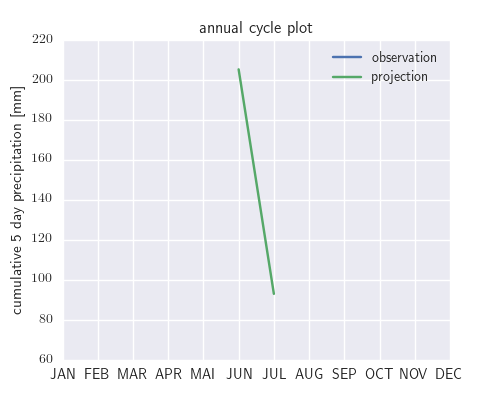 annual cycle plot
observation
projection
cumulative 5 day precipitation [mm]
220
200
180
160
140
120
100
80
60
JAN FEB MAR APR MAI JUN JUL AUG SEP OCT NOV DEC